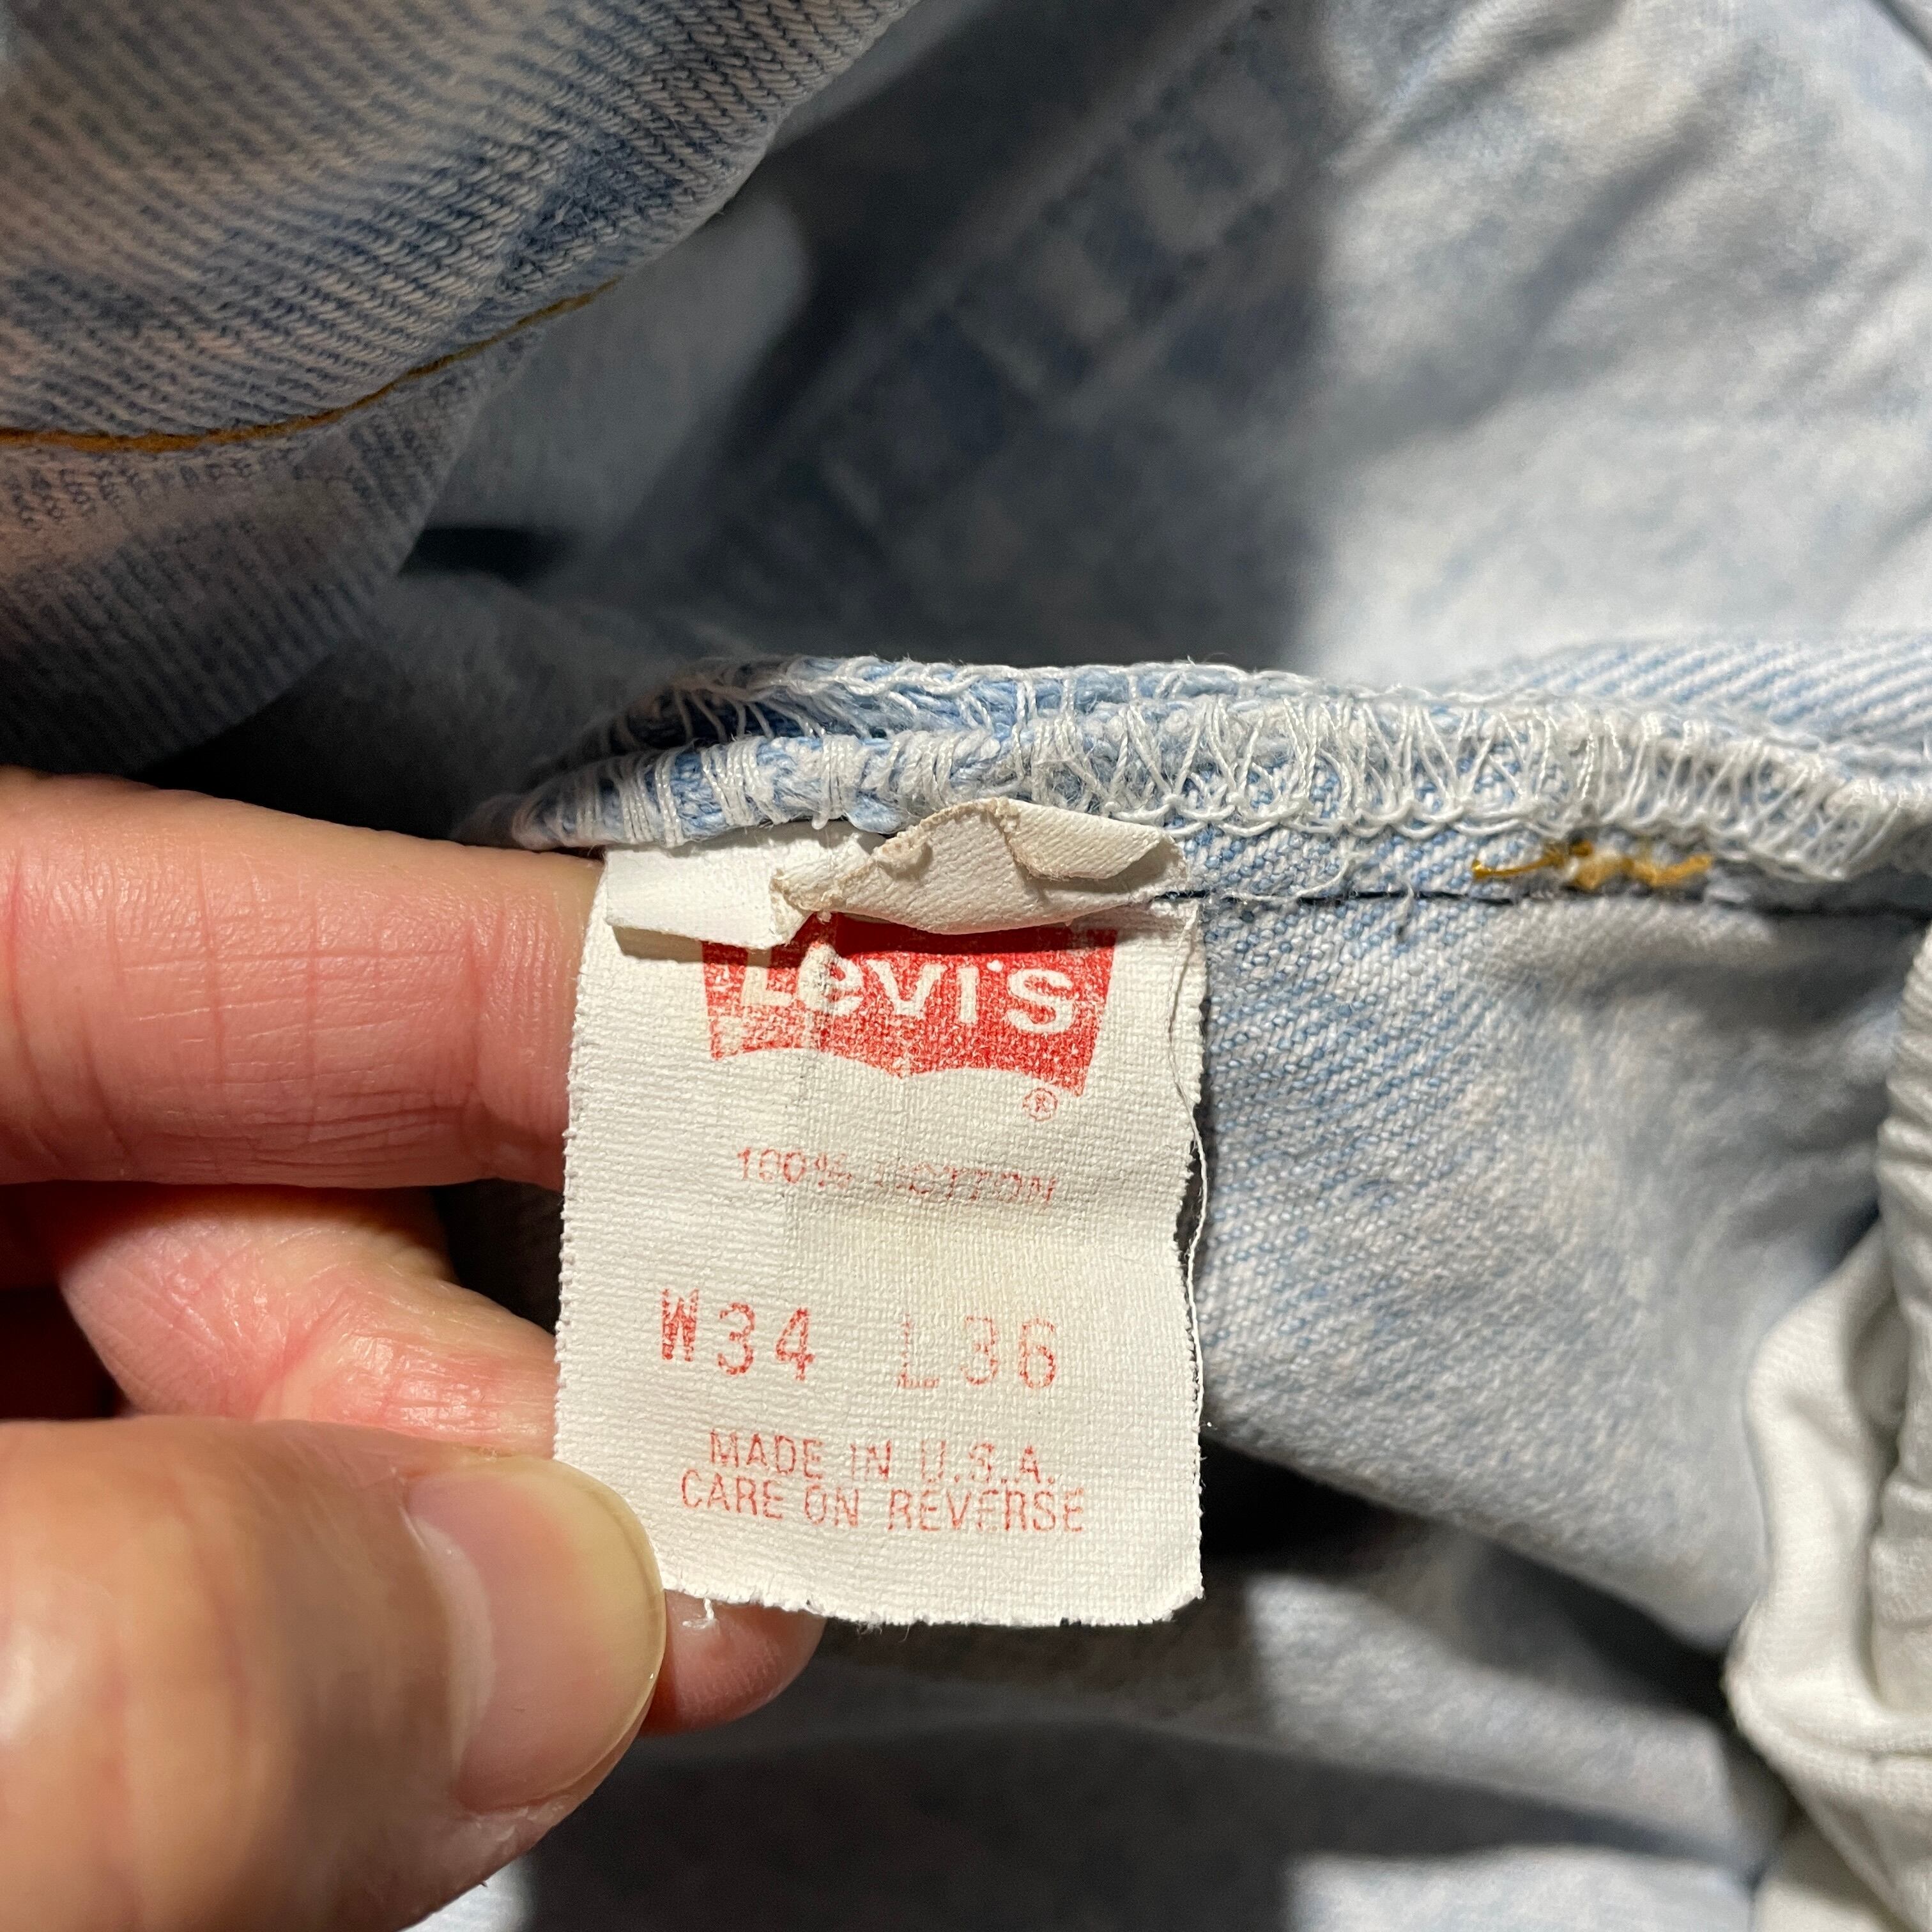 Levi's
®
100% COTTON
W34 L36
MADE IN U.S.A.
CARE ON REVERSE